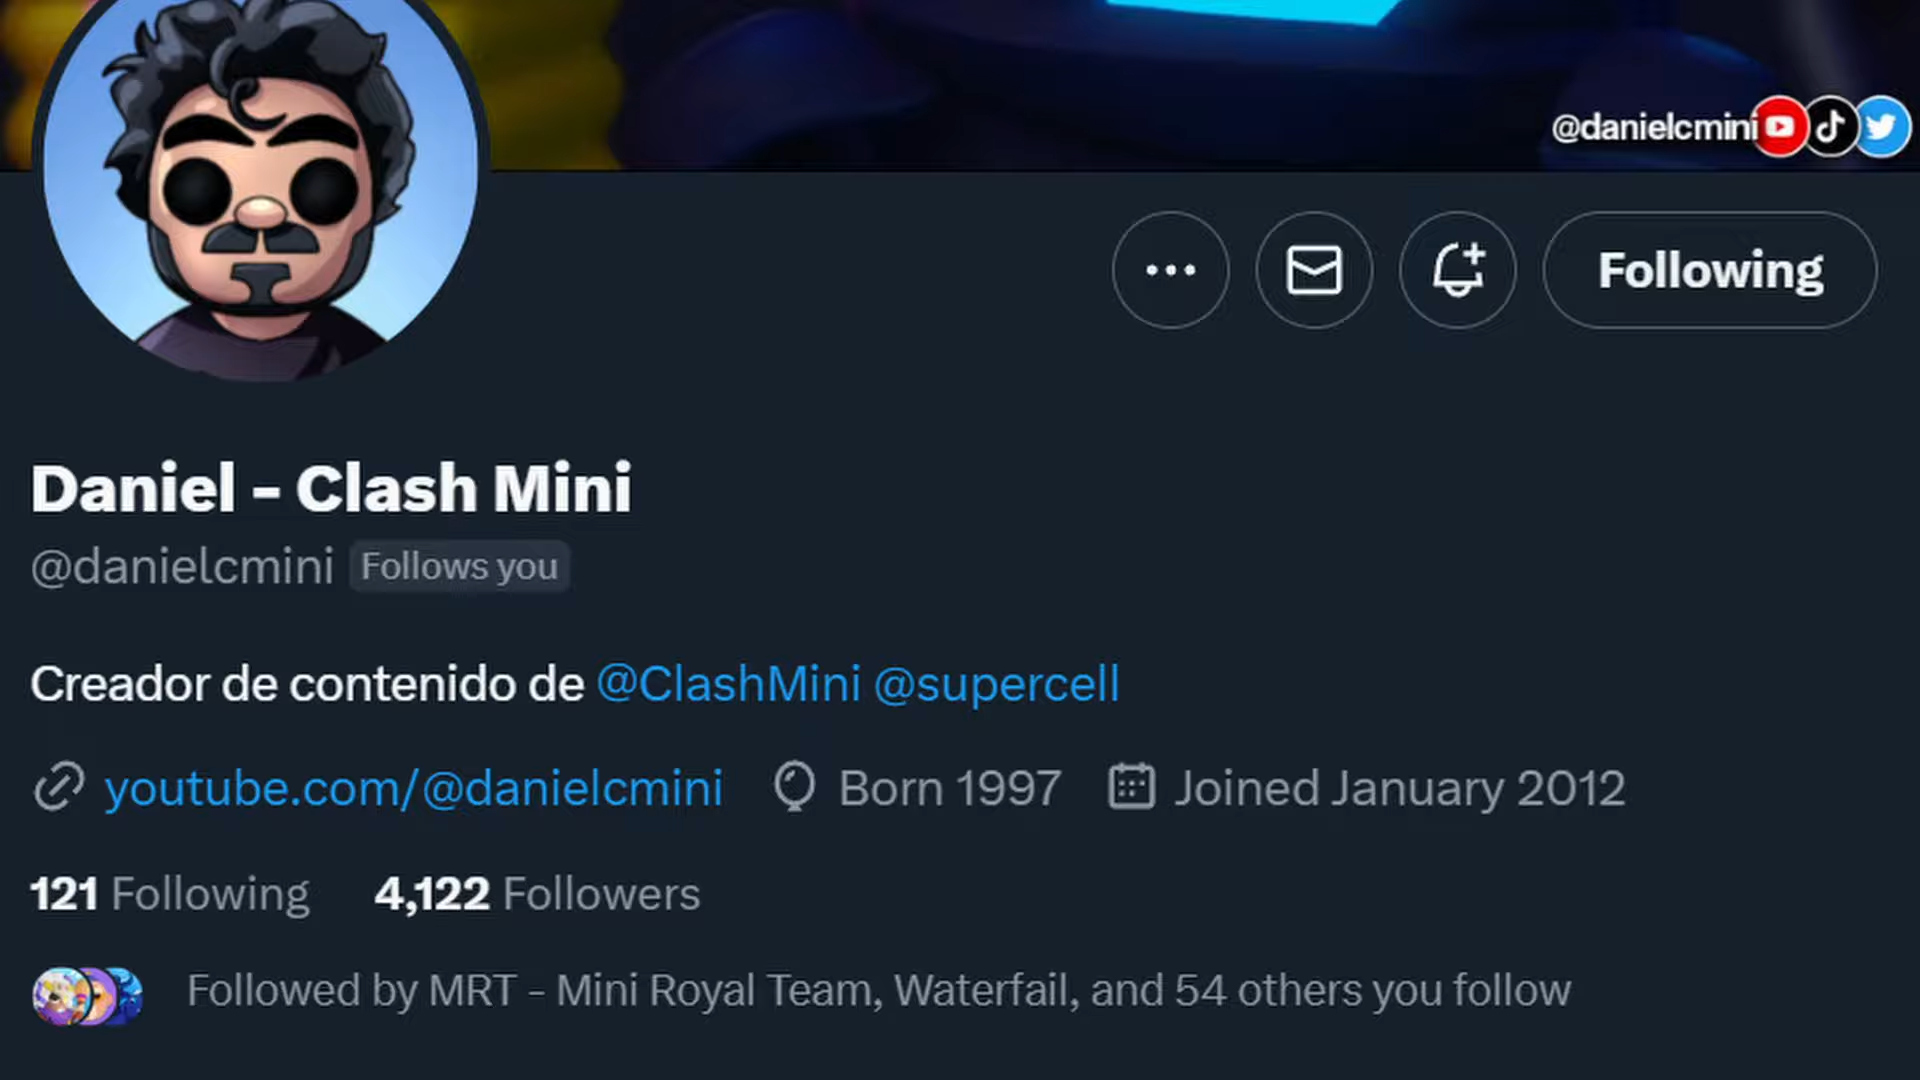 @danielcmini
Following
Daniel - Clash Mini
@danielcmini Follows you
Creador de contenido de @ClashMini @supercell
youtube.com/@danielcmini Born 1997 Joined January 2012
121 Following 4,122 Followers
Followed by MRT - Mini Royal Team, Waterfail, and 54 others you follow